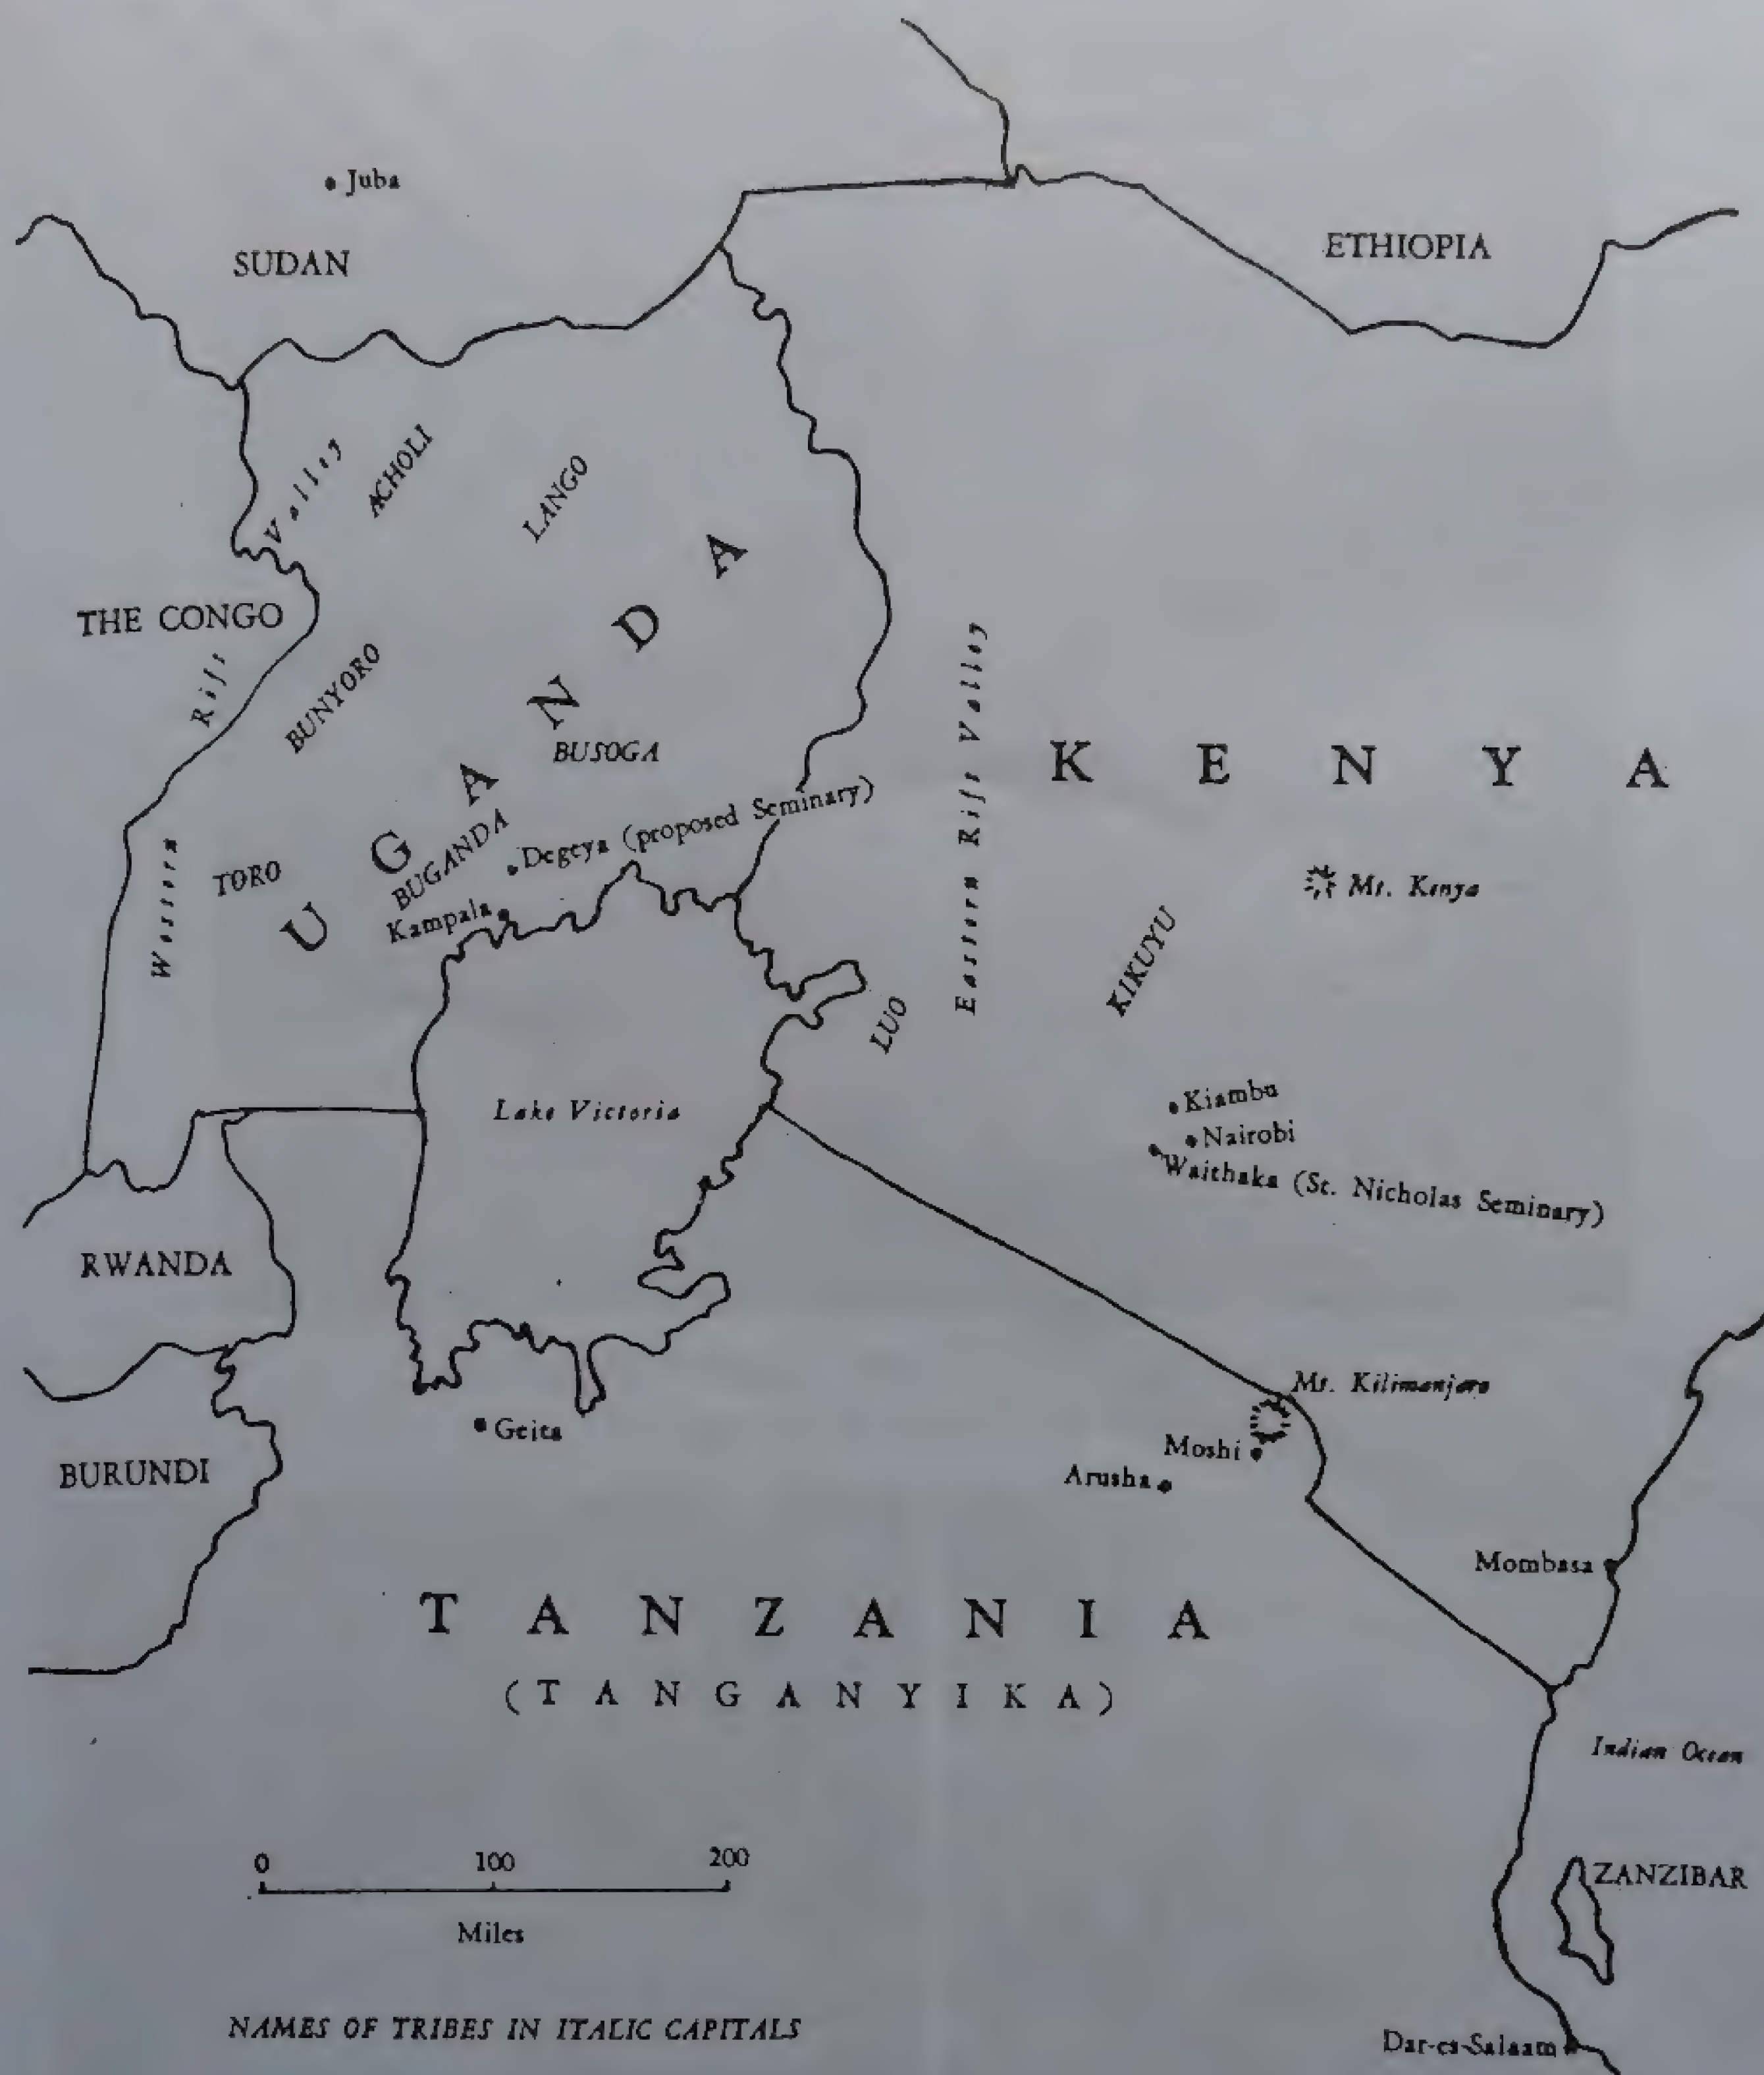 Juba
SUDAN
ETHIOPIA
Valley
ACHOLI
LANGO
THE CONGO
Rift
BUNYORO
UGANDA
BUSOGA
Eastern Rift Valley
KENYA
Degeya (proposed Seminary)
BUGANDA
Western
TORO
Kampala
Mt. Kenya
KIKUYU
LUO
Lake Victoria
Kiambu
Nairobi
Waithaka (St. Nicholas Seminary)
RWANDA
Mt. Kilimanjaro
Geita
Moshi
BURUNDI
Arusha
Mombasa
TANZANIA
(TANGANYIKA)
Indian Ocean
0 100 200
ZANZIBAR
Miles
NAMES OF TRIBES IN ITALIC CAPITALS
Dar-es-Salaam